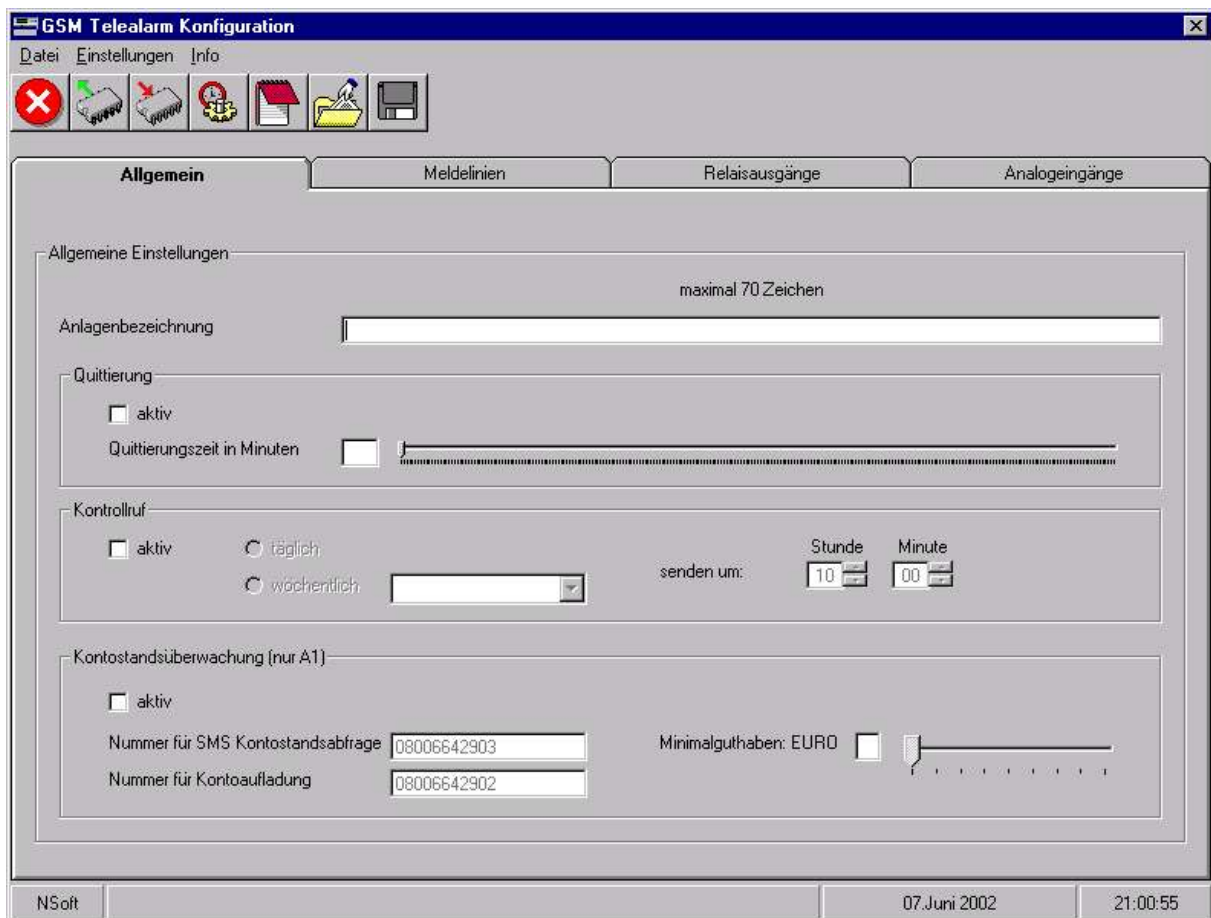 GSM Telealarm Konfiguration
Datei Einstellungen Info
Allgemein Meldelinien Relaisausgänge Analogeingänge
Allgemeine Einstellungen
maximal 70 Zeichen
Anlagenbezeichnung
Quittierung
aktiv
Quittierungszeit in Minuten
Kontrollruf
aktiv täglich
Stunde Minute
wöchentlich
senden um: 10 00
Kontostandsüberwachung (nur A1)
aktiv
Nummer für SMS Kontostandsabfrage 08006642903 Minimalguthaben: EURO
Nummer für Kontoaufladung 08006642902
NSoft 07.Juni 2002 21:00:55